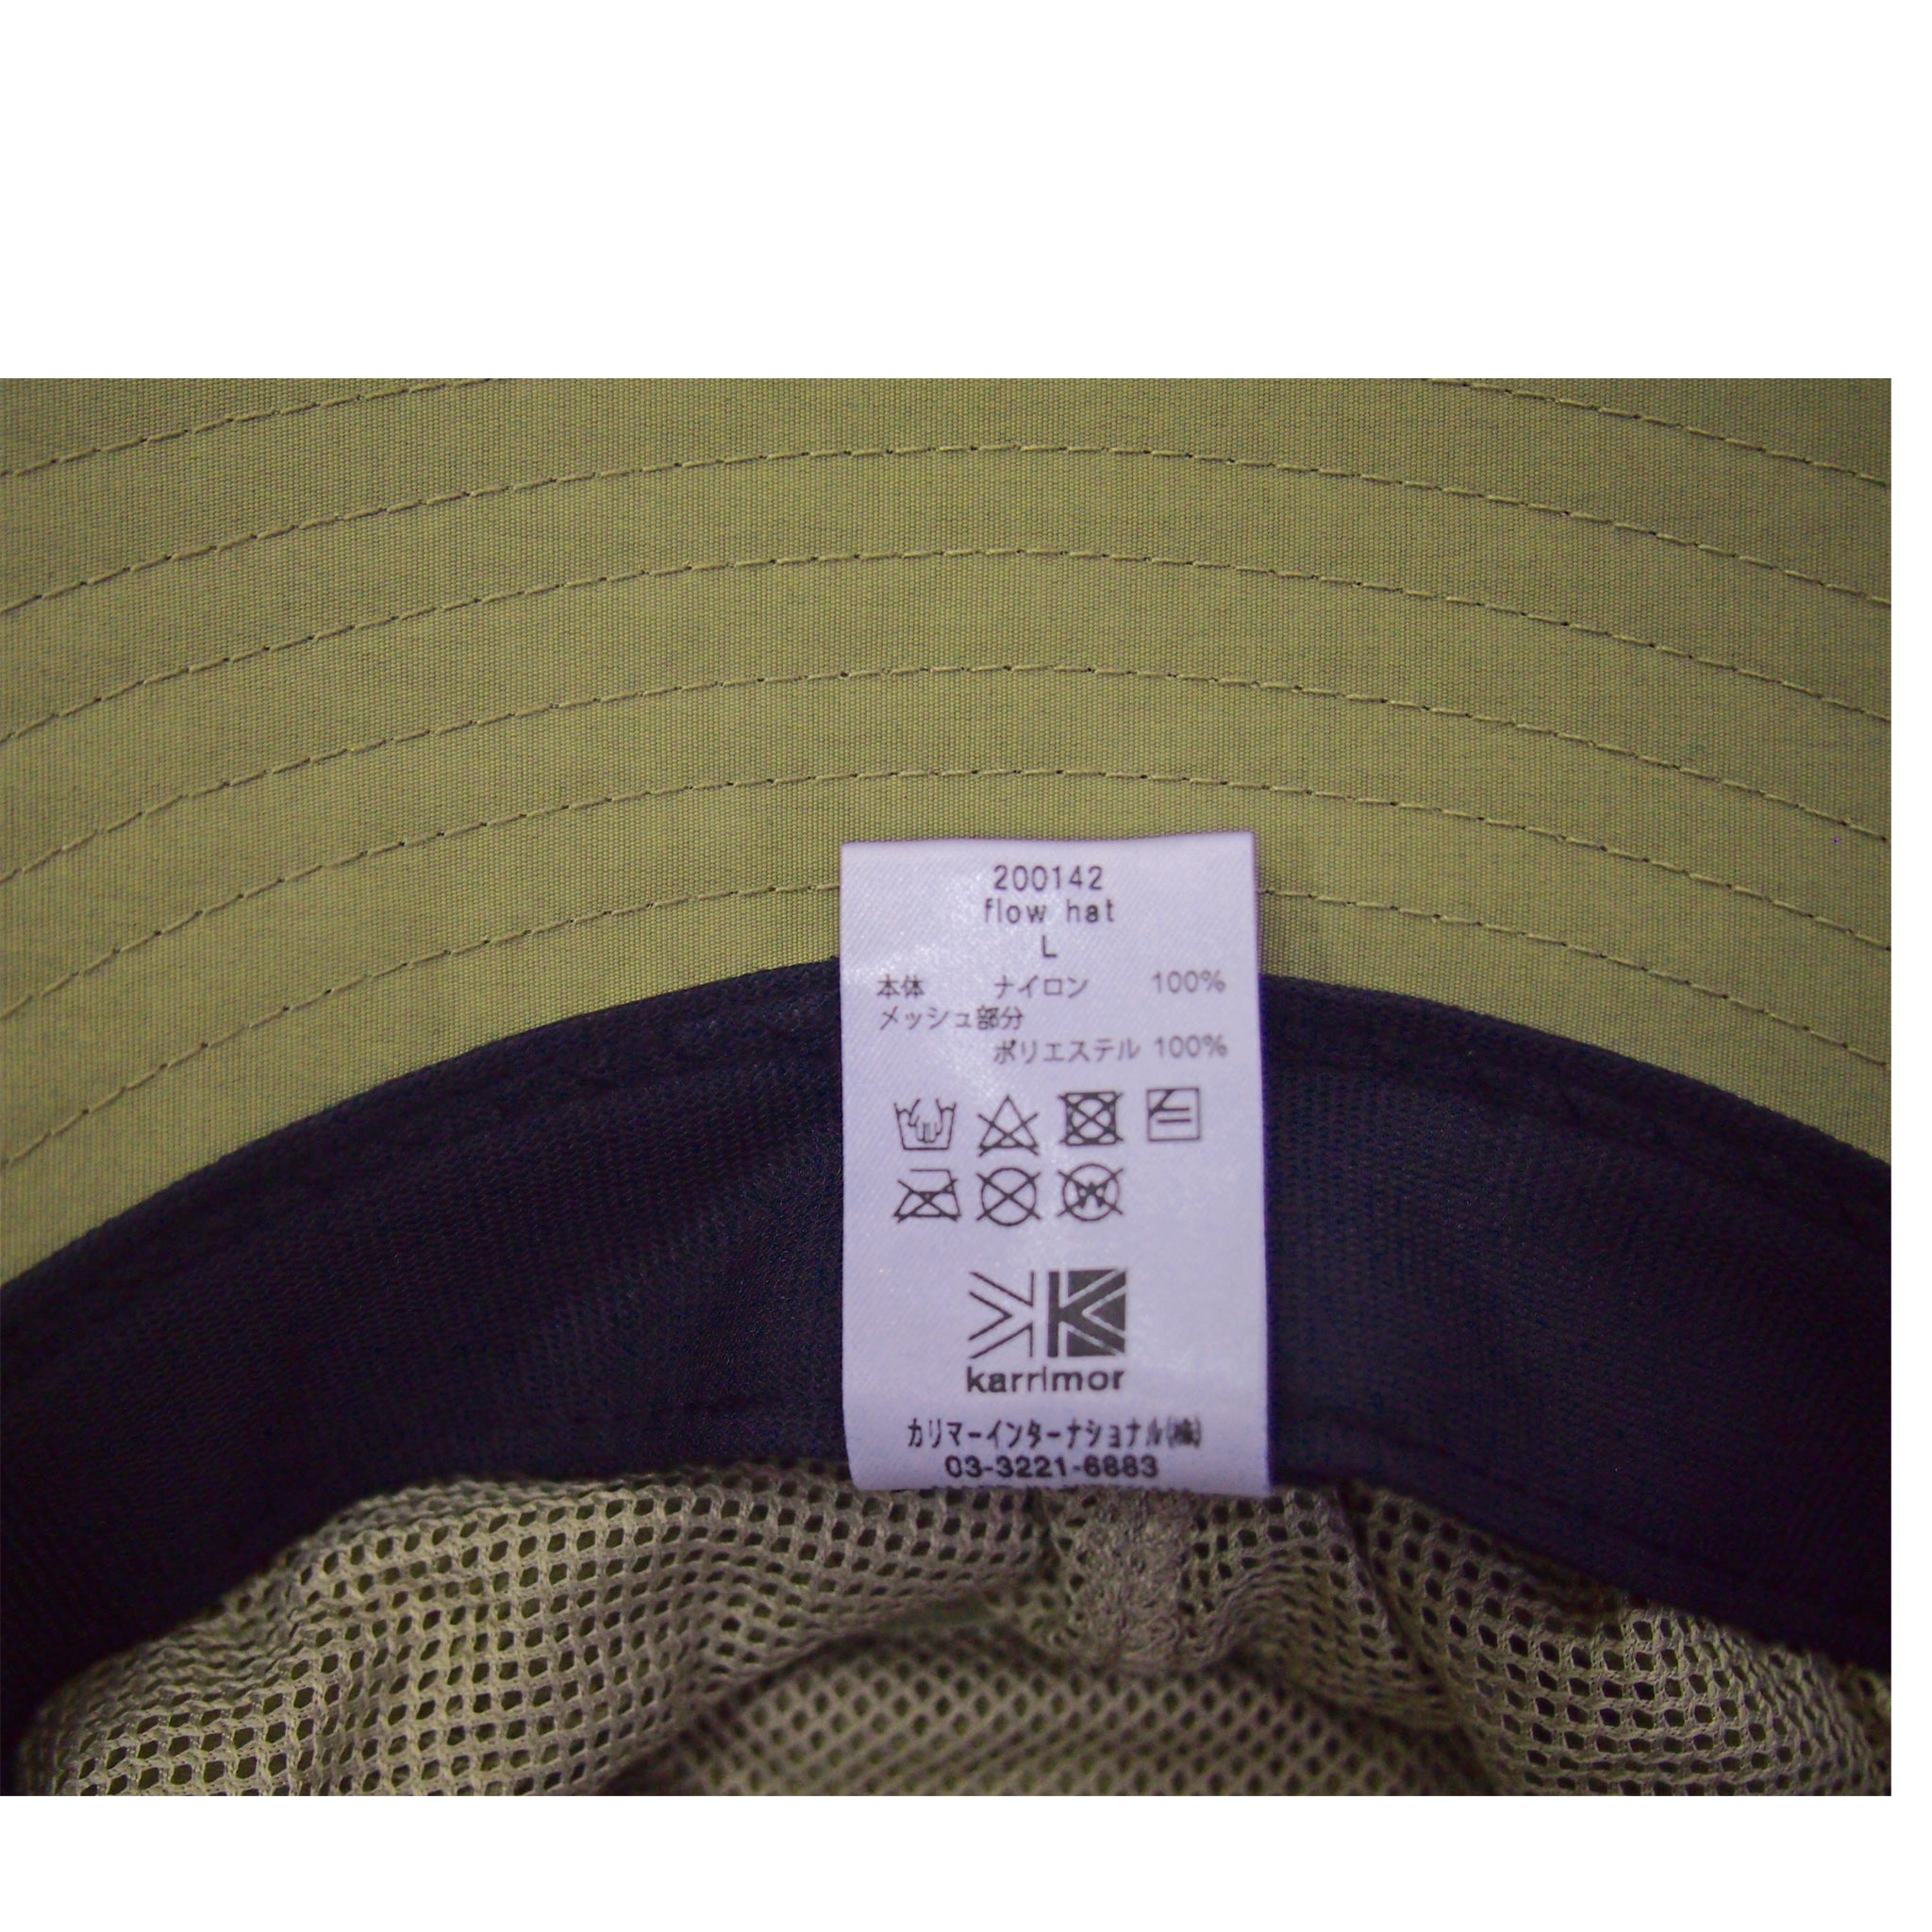 200142
flow hat
L
本体 ナイロン 100%
メッシュ部分
ポリエステル 100%
W
karrimor
カリマーインターナショナル(株)
03-3221-6883